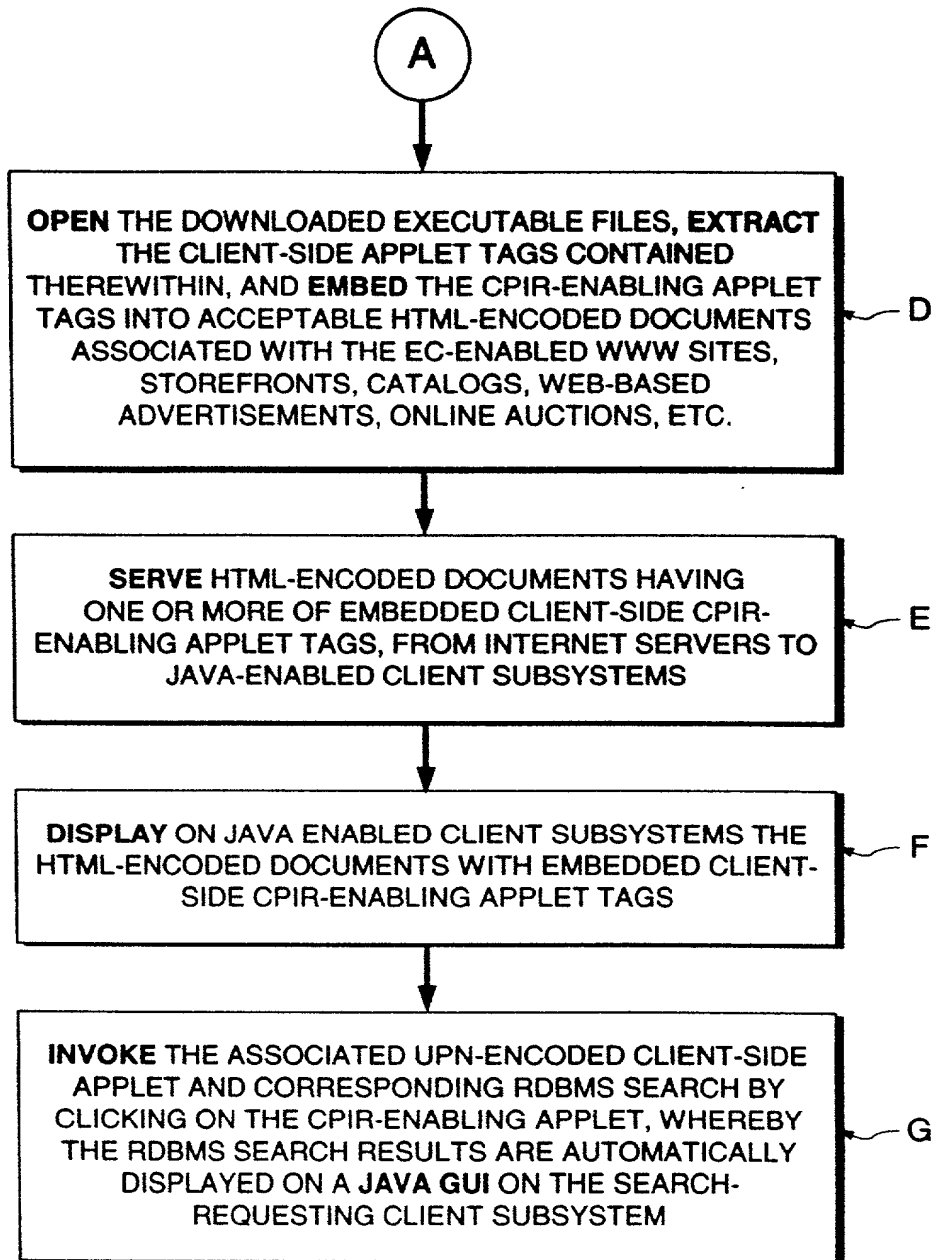 A
OPEN THE DOWNLOADED EXECUTABLE FILES, EXTRACT
THE CLIENT-SIDE APPLET TAGS CONTAINED
THEREWITHIN, AND EMBED THE CPIR-ENABLING APPLET
TAGS INTO ACCEPTABLE HTML-ENCODED DOCUMENTS
ASSOCIATED WITH THE EC-ENABLED WWW SITES,
STOREFRONTS, CATALOGS, WEB-BASED
ADVERTISEMENTS, ONLINE AUCTIONS, ETC.
D
SERVE HTML-ENCODED DOCUMENTS HAVING
ONE OR MORE OF EMBEDDED CLIENT-SIDE CPIR-
ENABLING APPLET TAGS, FROM INTERNET SERVERS TO
JAVA-ENABLED CLIENT SUBSYSTEMS
E
DISPLAY ON JAVA ENABLED CLIENT SUBSYSTEMS THE
HTML-ENCODED DOCUMENTS WITH EMBEDDED CLIENT-
SIDE CPIR-ENABLING APPLET TAGS
F
INVOKE THE ASSOCIATED UPN-ENCODED CLIENT-SIDE
APPLET AND CORRESPONDING RDBMS SEARCH BY
CLICKING ON THE CPIR-ENABLING APPLET, WHEREBY
THE RDBMS SEARCH RESULTS ARE AUTOMATICALLY
DISPLAYED ON A JAVA GUI ON THE SEARCH-
REQUESTING CLIENT SUBSYSTEM
G